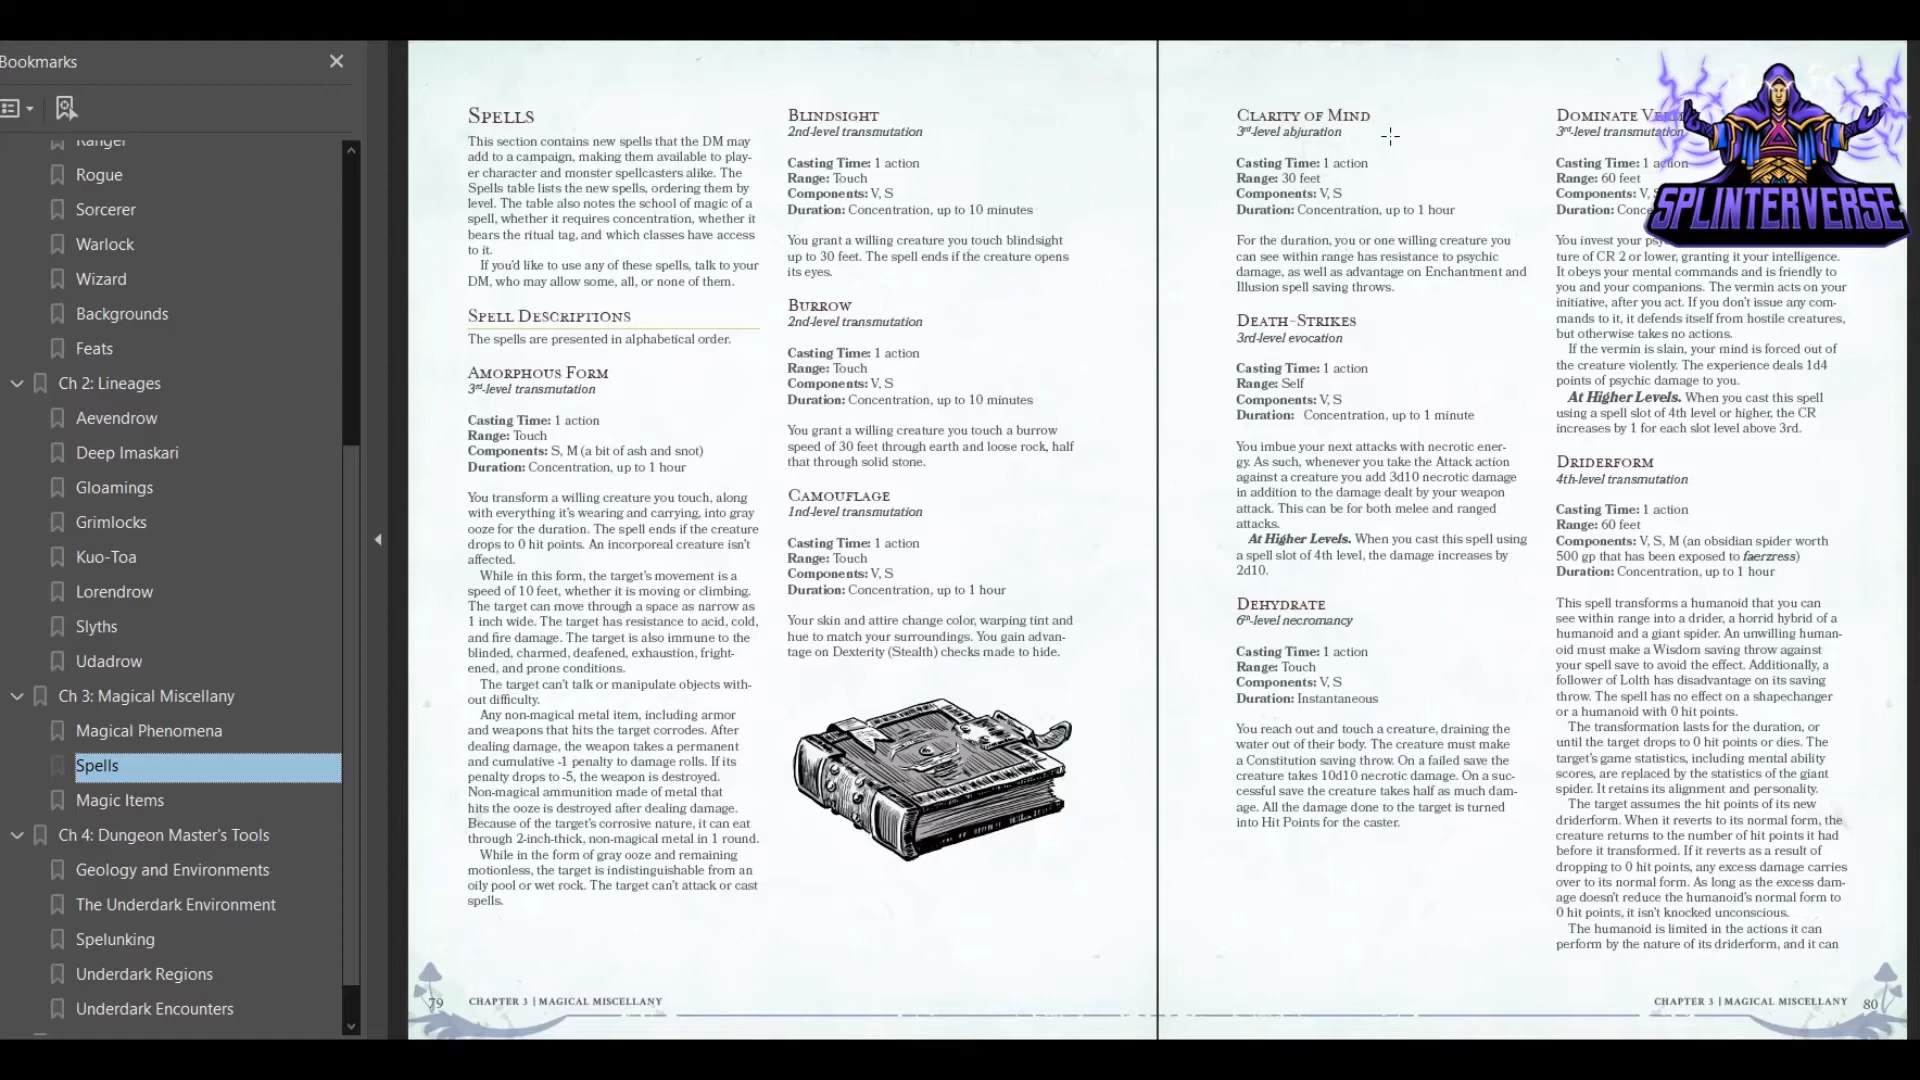 Bookmarks
Ranger
Rogue
Sorcerer
Warlock
Wizard
Backgrounds
Feats
Ch 2: Lineages
Aevendrow
Deep Imaskari
Gloamings
Grimlocks
Kuo-Toa
Lorendrow
Slyths
Udadrow
Ch 3: Magical Miscellany
Magical Phenomena
Spells
Magic Items
Ch 4: Dungeon Master's Tools
Geology and Environments
The Underdark Environment
Spelunking
Underdark Regions
Underdark Encounters
Spells
This section contains new spells that the DM may
add to a campaign, making them available to play-
er character and monster spellcasters alike. The
Spells table lists the new spells, ordering them by
level. The table also notes the school of magic of a
spell, whether it requires concentration, whether it
bears the ritual tag, and which classes have access
to it.
If you'd like to use any of these spells, talk to your
DM, who may allow some, all, or none of them.
Spell Descriptions
The spells are presented in alphabetical order.
Amorphous Form
3rd-level transmutation
Casting Time: 1 action
Range: Touch
Components: S, M (a bit of ash and snot)
Duration: Concentration, up to 1 hour
You transform a willing creature you touch, along
with everything it's wearing and carrying, into gray
ooze for the duration. The spell ends if the creature
drops to 0 hit points. An incorporeal creature isn't
affected.
While in this form, the target's movement is a
speed of 10 feet, whether it is moving or climbing.
The target can move through a space as narrow as
1 inch wide. The target has resistance to acid, cold,
and fire damage. The target is also immune to the
blinded, charmed, deafened, exhaustion, fright-
ened, and prone conditions.
The target can't talk or manipulate objects with-
out difficulty.
Any non-magical metal item, including armor
and weapons that hits the target corrodes. After
dealing damage, the weapon takes a permanent
and cumulative -1 penalty to damage rolls. If its
penalty drops to -5, the weapon is destroyed.
Non-magical ammunition made of metal that
hits the ooze is destroyed after dealing damage.
Because of the target's corrosive nature, it can eat
through 2-inch-thick, non-magical metal in 1 round.
While in the form of gray ooze and remaining
motionless, the target is indistinguishable from an
oily pool or wet rock. The target can't attack or cast
spells.
Blindsight
2nd-level transmutation
Casting Time: 1 action
Range: Touch
Components: V, S
Duration: Concentration, up to 10 minutes
You grant a willing creature you touch blindsight
up to 30 feet. The spell ends if the creature opens
its eyes.
Burrow
2nd-level transmutation
Casting Time: 1 action
Range: Touch
Components: V, S
Duration: Concentration, up to 10 minutes
You grant a willing creature you touch a burrow
speed of 30 feet through earth and loose rock, half
that through solid stone.
Camouflage
1nd-level transmutation
Casting Time: 1 action
Range: Touch
Components: V, S
Duration: Concentration, up to 1 hour
Your skin and attire change color, warping tint and
hue to match your surroundings. You gain advan-
tage on Dexterity (Stealth) checks made to hide.
79 CHAPTER 3 | MAGICAL MISCELLANY
Clarity of Mind
3rd-level abjuration
Casting Time: 1 action
Range: 30 feet
Components: V, S
Duration: Concentration, up to 1 hour
For the duration, you or one willing creature you
can see within range has resistance to psychic
damage, as well as advantage on Enchantment and
Illusion spell saving throws.
Death-Strikes
3rd-level evocation
Casting Time: 1 action
Range: Self
Components: V, S
Duration: Concentration, up to 1 minute
You imbue your next attacks with necrotic ener-
gy. As such, whenever you take the Attack action
against a creature you add 3d10 necrotic damage
in addition to the damage dealt by your weapon
attack. This can be for both melee and ranged
attacks.
At Higher Levels. When you cast this spell using
a spell slot of 4th level, the damage increases by
2d10.
Dehydrate
6th-level necromancy
Casting Time: 1 action
Range: Touch
Components: V, S
Duration: Instantaneous
You reach out and touch a creature, draining the
water out of their body. The creature must make
a Constitution saving throw. On a failed save the
creature takes 10d10 necrotic damage. On a suc-
cessful save the creature takes half as much dam-
age. All the damage done to the target is turned
into Hit Points for the caster.
Dominate
3rd-level transmutation
Casting Time: 1 action
Range: 60 feet
Components: V,
Duration:
You invest your
ture of CR 2 or lower, granting it your intelligence.
It obeys your mental commands and is friendly to
you and your companions. The vermin acts on your
initiative, after you act. If you don't issue any com-
mands to it, it defends itself from hostile creatures,
but otherwise takes no actions.
If the vermin is slain, your mind is forced out of
the creature violently. The experience deals 1d4
points of psychic damage to you.
At Higher Levels. When you cast this spell
using a spell slot of 4th level or higher, the CR
increases by 1 for each slot level above 3rd.
Driderform
4th-level transmutation
Casting Time: 1 action
Range: 60 feet
Components: V, S, M (an obsidian spider worth
500 gp that has been exposed to faerzress)
Duration: Concentration, up to 1 hour
This spell transforms a humanoid that you can
see within range into a drider, a horrid hybrid of a
humanoid and a giant spider. An unwilling human-
oid must make a Wisdom saving throw against
your spell save to avoid the effect. Additionally, a
follower of Lolth has disadvantage on its saving
throw. The spell has no effect on a shapechanger
or a humanoid with 0 hit points.
The transformation lasts for the duration, or
until the target drops to 0 hit points or dies. The
target's game statistics, including mental ability
scores, are replaced by the statistics of the giant
spider. It retains its alignment and personality.
The target assumes the hit points of its new
driderform. When it reverts to its normal form, the
creature returns to the number of hit points it had
before it transformed. If it reverts as a result of
dropping to 0 hit points, any excess damage carries
over to its normal form. As long as the excess dam-
age doesn't reduce the humanoid's normal form to
0 hit points, it isn't knocked unconscious.
The humanoid is limited in the actions it can
perform by the nature of its driderform, and it can
CHAPTER 3 | MAGICAL MISCELLANY 80
SPLINTERVERSE